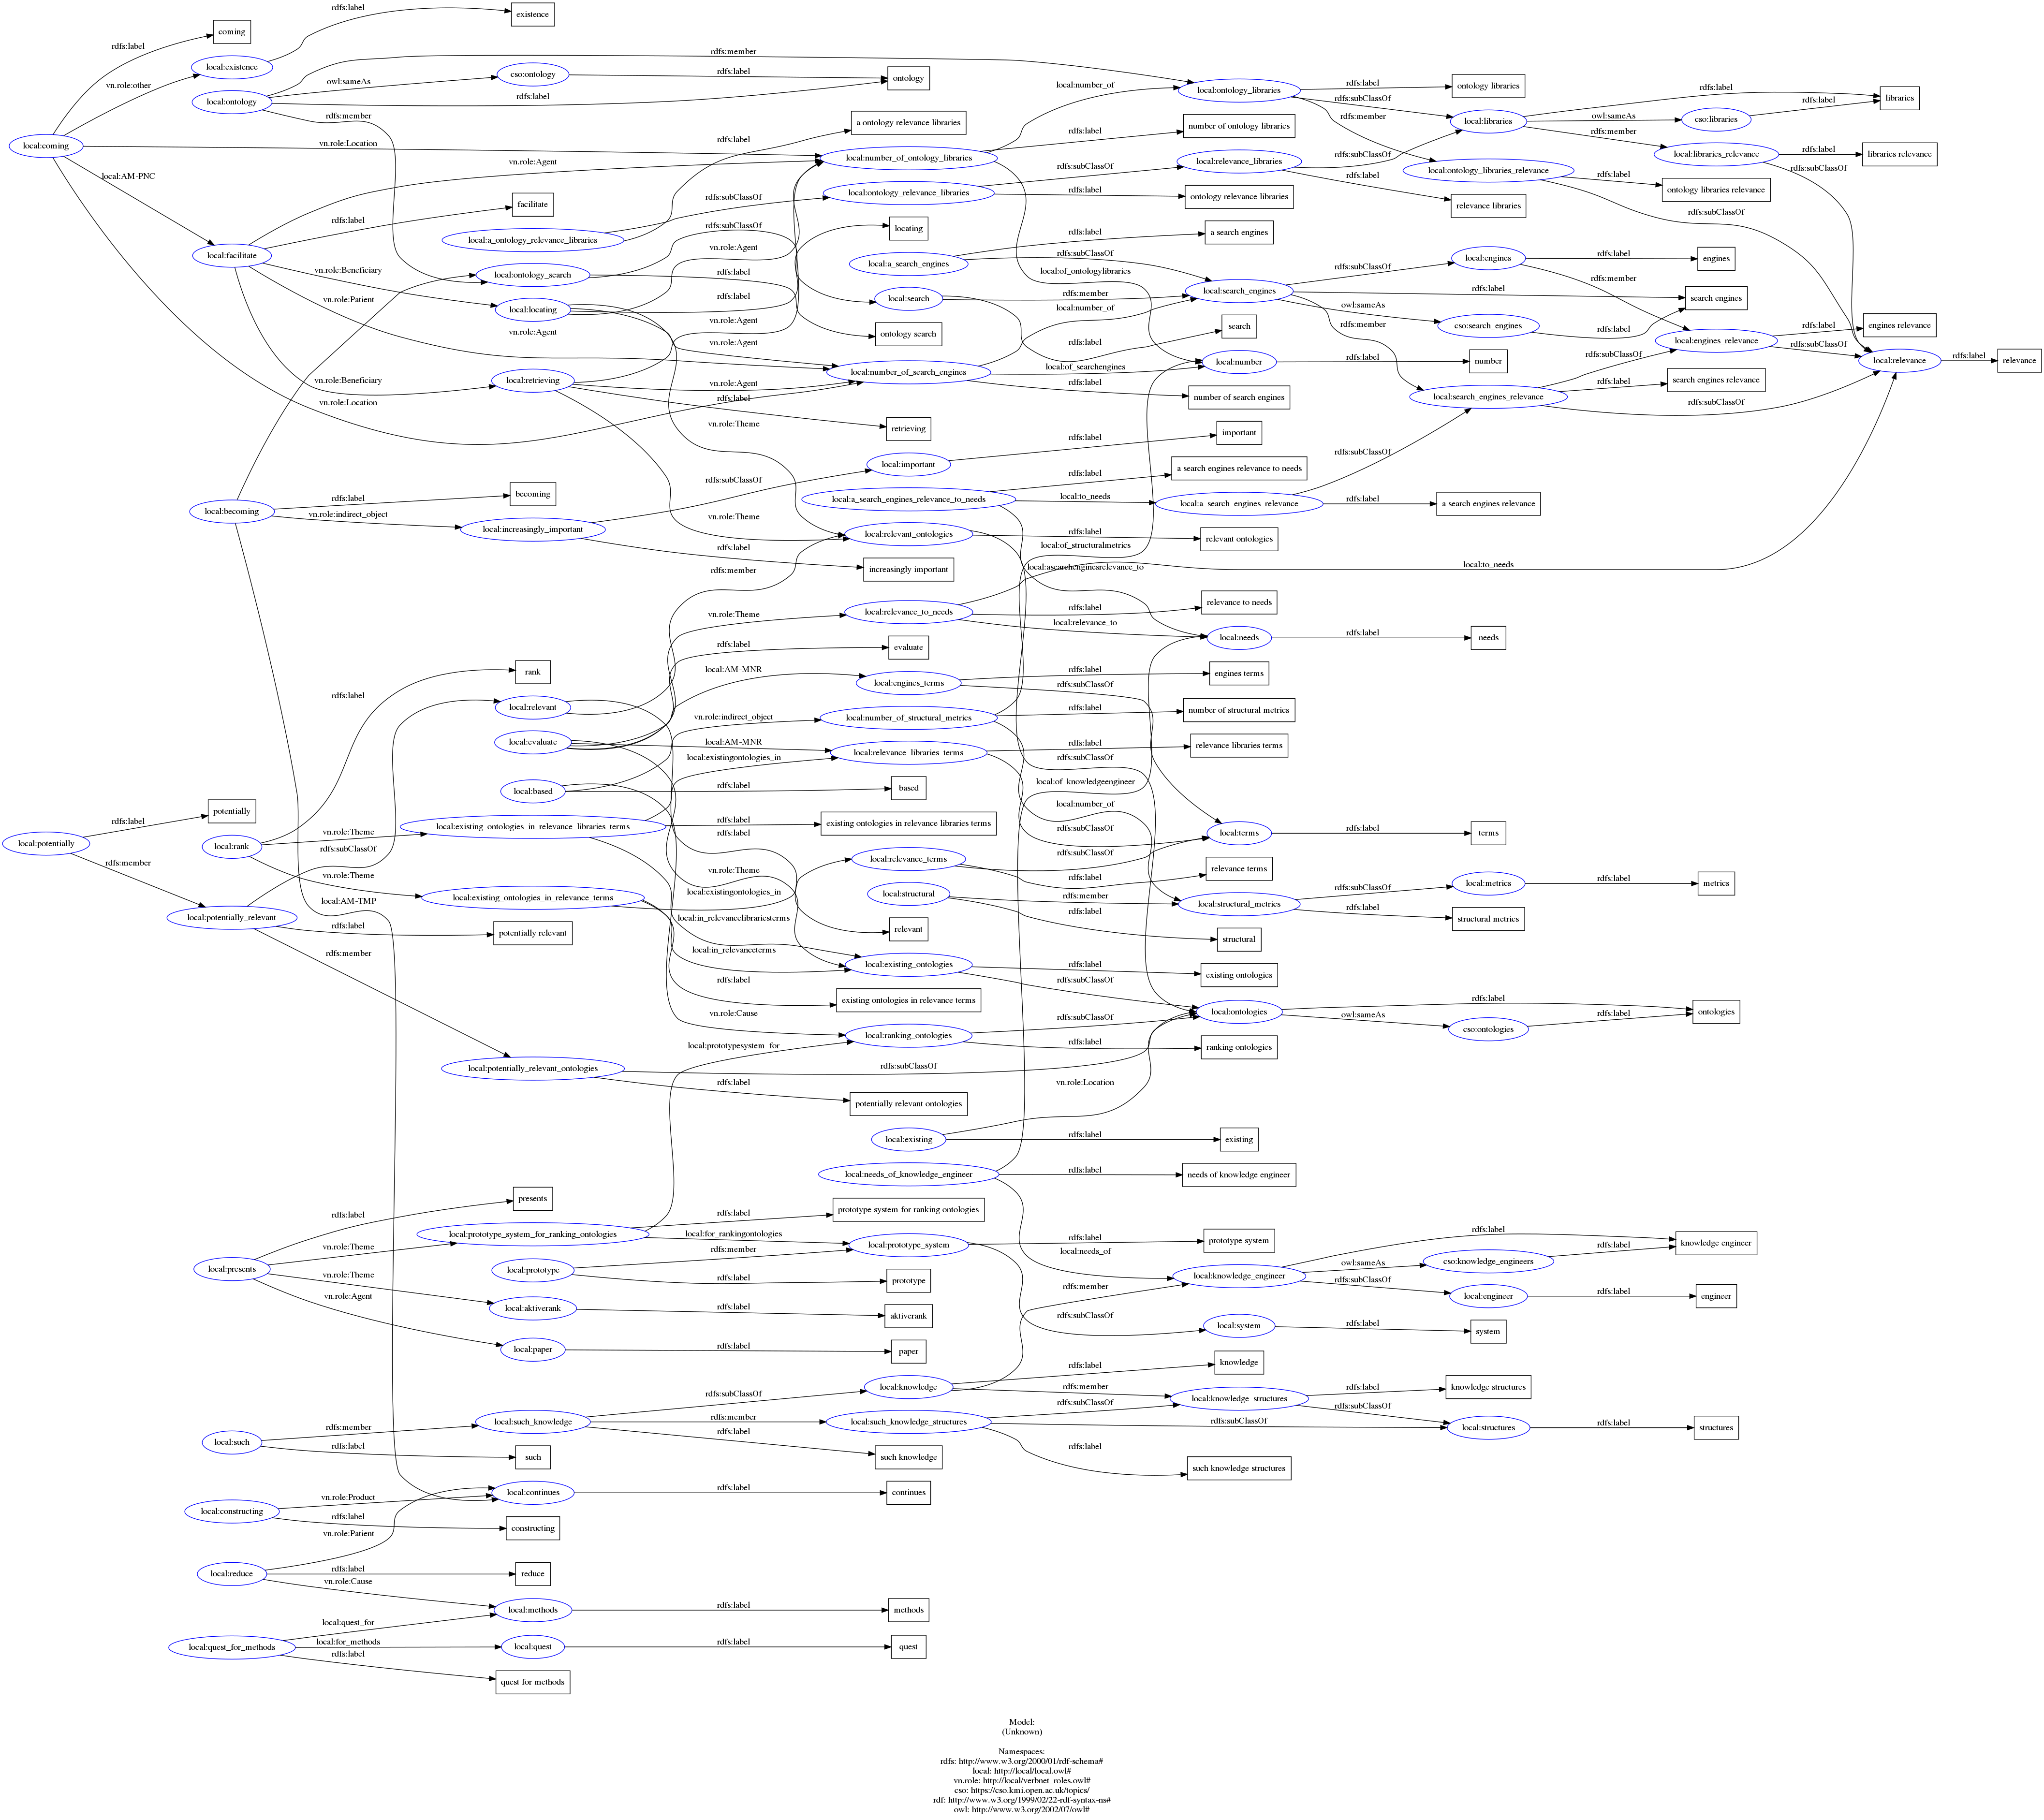 rdfs:label
existence
coming
rdfs:label
local:existence
vn.role:other
rdfs:member
cso:ontology
rdfs:label
ontology
owl:sameAs
local:ontology
rdfs:label
rdfs:member
local:number_of
local:ontology_libraries
rdfs:label
ontology libraries
rdfs:subClassOf
rdfs:member
local:libraries
rdfs:label
libraries
owl:sameAs
cso:libraries
rdfs:label
rdfs:member
local:libraries_relevance
rdfs:label
libraries relevance
rdfs:subClassOf
local:coming
vn.role:Location
local:AM-PNC
vn.role:Agent
rdfs:label
a ontology relevance libraries
local:number_of_ontology_libraries
rdfs:label
number of ontology libraries
rdfs:subClassOf
local:relevance_libraries
rdfs:subClassOf
rdfs:label
relevance libraries
local:ontology_libraries_relevance
rdfs:label
ontology libraries relevance
rdfs:subClassOf
local:ontology_relevance_libraries
rdfs:label
ontology relevance libraries
rdfs:subClassOf
rdfs:label
facilitate
local:a_ontology_relevance_libraries
rdfs:subClassOf
vn.role:Agent
locating
rdfs:label
a search engines
local:facilitate
local:a_search_engines
rdfs:subClassOf
local:of_ontologylibraries
vn.role:Beneficiary
local:ontology_search
rdfs:label
local:search
rdfs:member
local:search_engines
rdfs:subClassOf
local:engines
rdfs:label
engines
rdfs:member
rdfs:label
search engines
owl:sameAs
cso:search_engines
rdfs:label
rdfs:member
vn.role:Patient
local:locating
rdfs:label
local:number_of
vn.role:Agent
vn.role:Agent
ontology search
rdfs:label
search
local:engines_relevance
rdfs:label
engines relevance
rdfs:subClassOf
vn.role:Agent
local:number
rdfs:label
number
rdfs:subClassOf
local:relevance
rdfs:label
relevance
vn.role:Beneficiary
local:retrieving
vn.role:Agent
local:number_of_search_engines
local:of_searchengines
rdfs:label
number of search engines
local:search_engines_relevance
rdfs:label
search engines relevance
rdfs:subClassOf
vn.role:Location
rdfs:label
vn.role:Theme
retrieving
rdfs:label
important
local:important
rdfs:subClassOf
rdfs:subClassOf
rdfs:label
a search engines relevance to needs
local:a_search_engines_relevance_to_needs
local:to_needs
local:a_search_engines_relevance
rdfs:label
a search engines relevance
rdfs:label
becoming
local:becoming
vn.role:indirect_object
local:increasingly_important
vn.role:Theme
local:relevant_ontologies
rdfs:label
relevant ontologies
rdfs:label
increasingly important
local:of_structuralmetrics
rdfs:member
local:asearchenginesrelevance_to
local:to_needs
vn.role:Theme
local:relevance_to_needs
rdfs:label
relevance to needs
local:relevance_to
local:needs
rdfs:label
needs
rdfs:label
evaluate
rdfs:label
rank
local:AM-MNR
local:engines_terms
rdfs:label
engines terms
rdfs:subClassOf
local:relevant
vn.role:indirect_object
local:number_of_structural_metrics
rdfs:label
number of structural metrics
local:evaluate
local:AM-MNR
local:relevance_libraries_terms
rdfs:label
relevance libraries terms
local:existingontologies_in
rdfs:subClassOf
local:based
rdfs:label
based
local:of_knowledgeengineer
local:number_of
potentially
rdfs:label
local:potentially
rdfs:member
local:rank
vn.role:Theme
rdfs:subClassOf
local:existing_ontologies_in_relevance_libraries_terms
rdfs:label
existing ontologies in relevance libraries terms
rdfs:label
rdfs:subClassOf
local:terms
rdfs:label
terms
vn.role:Theme
local:relevance_terms
rdfs:subClassOf
rdfs:label
relevance terms
vn.role:Theme
local:existingontologies_in
local:structural
rdfs:member
rdfs:label
local:structural_metrics
rdfs:subClassOf
local:metrics
rdfs:label
metrics
rdfs:label
structural metrics
local:AM-TMP
local:existing_ontologies_in_relevance_terms
local:potentially_relevant
rdfs:label
potentially relevant
local:in_relevancelibrariesterms
relevant
structural
rdfs:member
local:in_relevanceterms
local:existing_ontologies
rdfs:label
existing ontologies
rdfs:label
rdfs:subClassOf
existing ontologies in relevance terms
vn.role:Cause
local:ontologies
rdfs:label
ontologies
owl:sameAs
cso:ontologies
rdfs:label
rdfs:subClassOf
local:ranking_ontologies
rdfs:label
ranking ontologies
local:prototypesystem_for
local:potentially_relevant_ontologies
rdfs:subClassOf
rdfs:label
potentially relevant ontologies
vn.role:Location
local:existing
rdfs:label
existing
local:needs_of_knowledge_engineer
rdfs:label
needs of knowledge engineer
rdfs:label
presents
rdfs:label
prototype system for ranking ontologies
local:prototype_system_for_ranking_ontologies
local:for_rankingontologies
vn.role:Theme
rdfs:member
local:prototype_system
rdfs:label
prototype system
local:needs_of
rdfs:label
knowledge engineer
local:presents
vn.role:Theme
vn.role:Agent
local:prototype
rdfs:label
prototype
local:knowledge_engineer
owl:sameAs
cso:knowledge_engineers
rdfs:label
rdfs:subClassOf
local:engineer
rdfs:label
engineer
rdfs:member
local:aktiverank
rdfs:label
aktiverank
rdfs:subClassOf
local:system
rdfs:label
system
local:paper
rdfs:label
paper
rdfs:label
knowledge
local:knowledge
rdfs:member
local:knowledge_structures
rdfs:label
knowledge structures
rdfs:subClassOf
rdfs:subClassOf
rdfs:subClassOf
local:such_knowledge
rdfs:member
local:such_knowledge_structures
rdfs:subClassOf
local:structures
rdfs:label
structures
rdfs:member
local:such
rdfs:label
such
rdfs:label
such knowledge
rdfs:label
such knowledge structures
vn.role:Product
local:constructing
rdfs:label
constructing
local:continues
rdfs:label
continues
vn.role:Patient
local:reduce
rdfs:label
reduce
vn.role:Cause
local:methods
rdfs:label
methods
local:quest_for
local:quest_for_methods
local:for_methods
local:quest
rdfs:label
quest
rdfs:label
quest for methods
Model:
(Unknown)
Namespaces:
rdfs: http://www.w3.org/2000/01/rdf-schema#
local: http://local/local.owl#
vn.role: http://local/verbnet_roles.owl#
cso: https://cso.kmi.open.ac.uk/topics/
rdf: http://www.w3.org/1999/02/22-rdf-syntax-ns#
owl: http://www.w3.org/2002/07/owl#